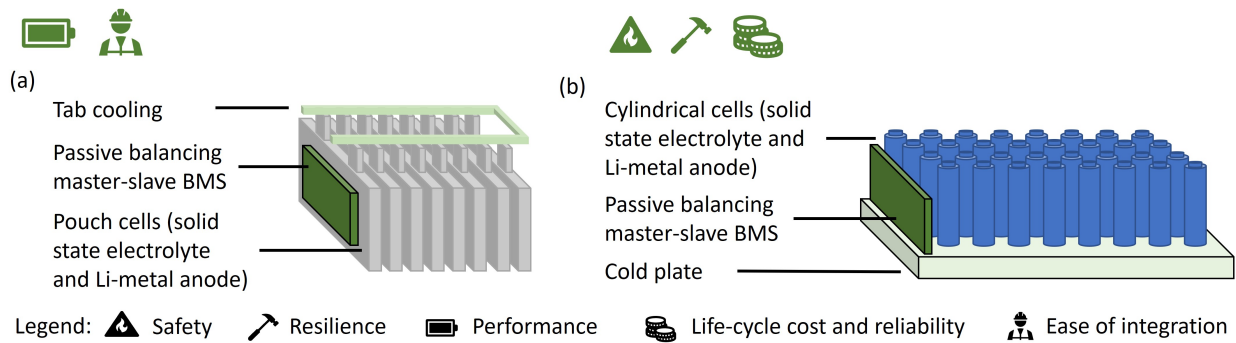 (a)
Tab cooling
Passive balancing
master-slave BMS
Pouch cells (solid
state electrolyte
and Li-metal anode)
(b)
Cylindrical cells (solid
state electrolyte and
Li-metal anode)
Passive balancing
master-slave BMS
Cold plate
Legend: Safety Resilience Performance Life-cycle cost and reliability Ease of integration